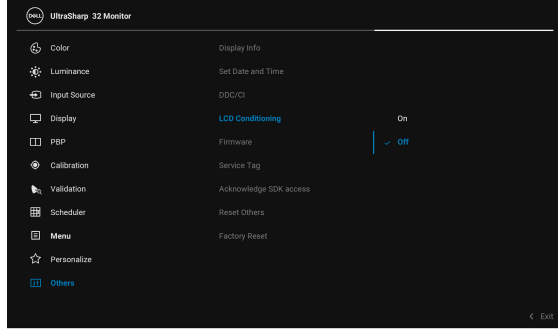 DELL UltraSharp 32 Monitor
Color
Display Info
Luminance
Set Date and Time
Input Source
DDC/CI
Display
LCD Conditioning
On
PBP
Firmware
Off
Calibration
Service Tag
Validation
Acknowledge SDK access
Scheduler
Reset Others
Menu
Factory Reset
Personalize
Others
Exit